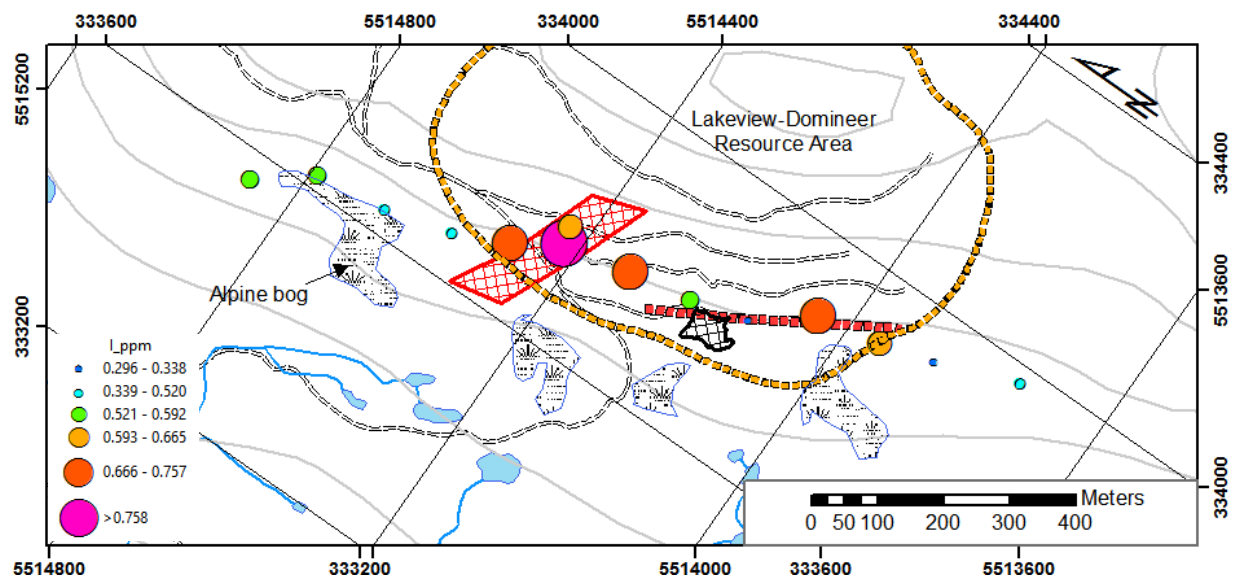 333600 5514800 334000 5514400 334400
5515200
334400
Lakeview-Domineer
Resource Area
N
Alpine bog
5513600
333200
I_ppm
0.296 - 0.338
0.339 - 0.520
0.521 - 0.592
0.593 - 0.665
0.666 - 0.757
>0.758
334000
Meters
0 50 100 200 300 400
5514800 333200 5514000 333600 5513600